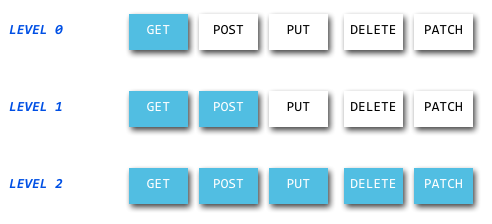 LEVEL 0 GET POST PUT DELETE PATCH
LEVEL 1 GET POST PUT DELETE PATCH
LEVEL 2 GET POST PUT DELETE PATCH